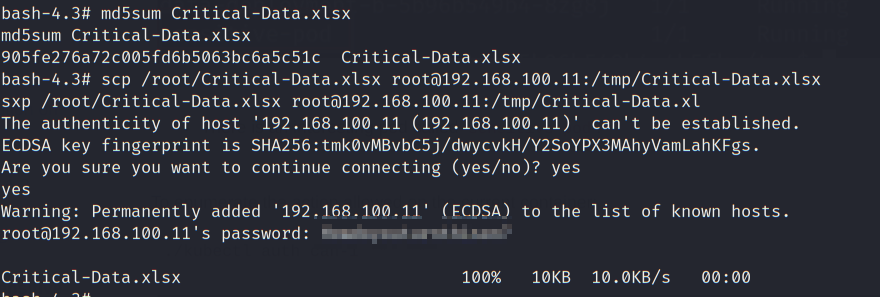 bash-4.3# md5sum Critical-Data.xlsx
md5sum Critical-Data.xlsx
905fe276a72c005fd6b5063bc6a5c51c  Critical-Data.xlsx
bash-4.3# scp /root/Critical-Data.xlsx root@192.168.100.11:/tmp/Critical-Data.xlsx
sxp /root/Critical-Data.xlsx root@192.168.100.11:/tmp/Critical-Data.xl
The authenticity of host '192.168.100.11 (192.168.100.11)' can't be established.
ECDSA key fingerprint is SHA256:tmk0vMBvbC5j/dwycvkH/Y2SoYPX3MAhyVamLahKFgs.
Are you sure you want to continue connecting (yes/no)? yes
yes
Warning: Permanently added '192.168.100.11' (ECDSA) to the list of known hosts.
root@192.168.100.11's password:
Critical-Data.xlsx                            100%   10KB  10.0KB/s   00:00
bash-4.3#